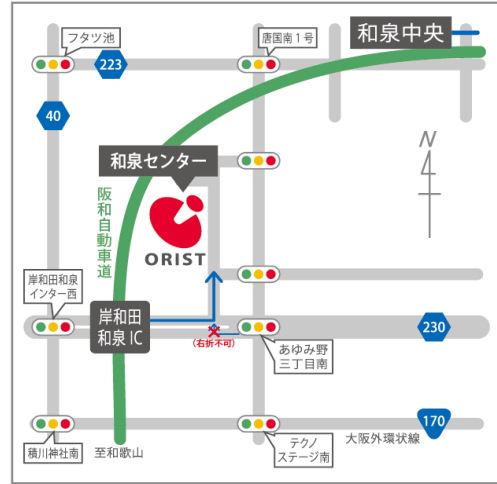 フタツ池
唐国南1号
和泉中央
223
40
和泉センター
N
阪和自動車道
ORIST
岸和田和泉
インター西
岸和田
和泉IC
(右折不可)
230
あゆみ野
三丁目南
170
積川神社南
至和歌山
テクノ
ステージ南
大阪外環状線